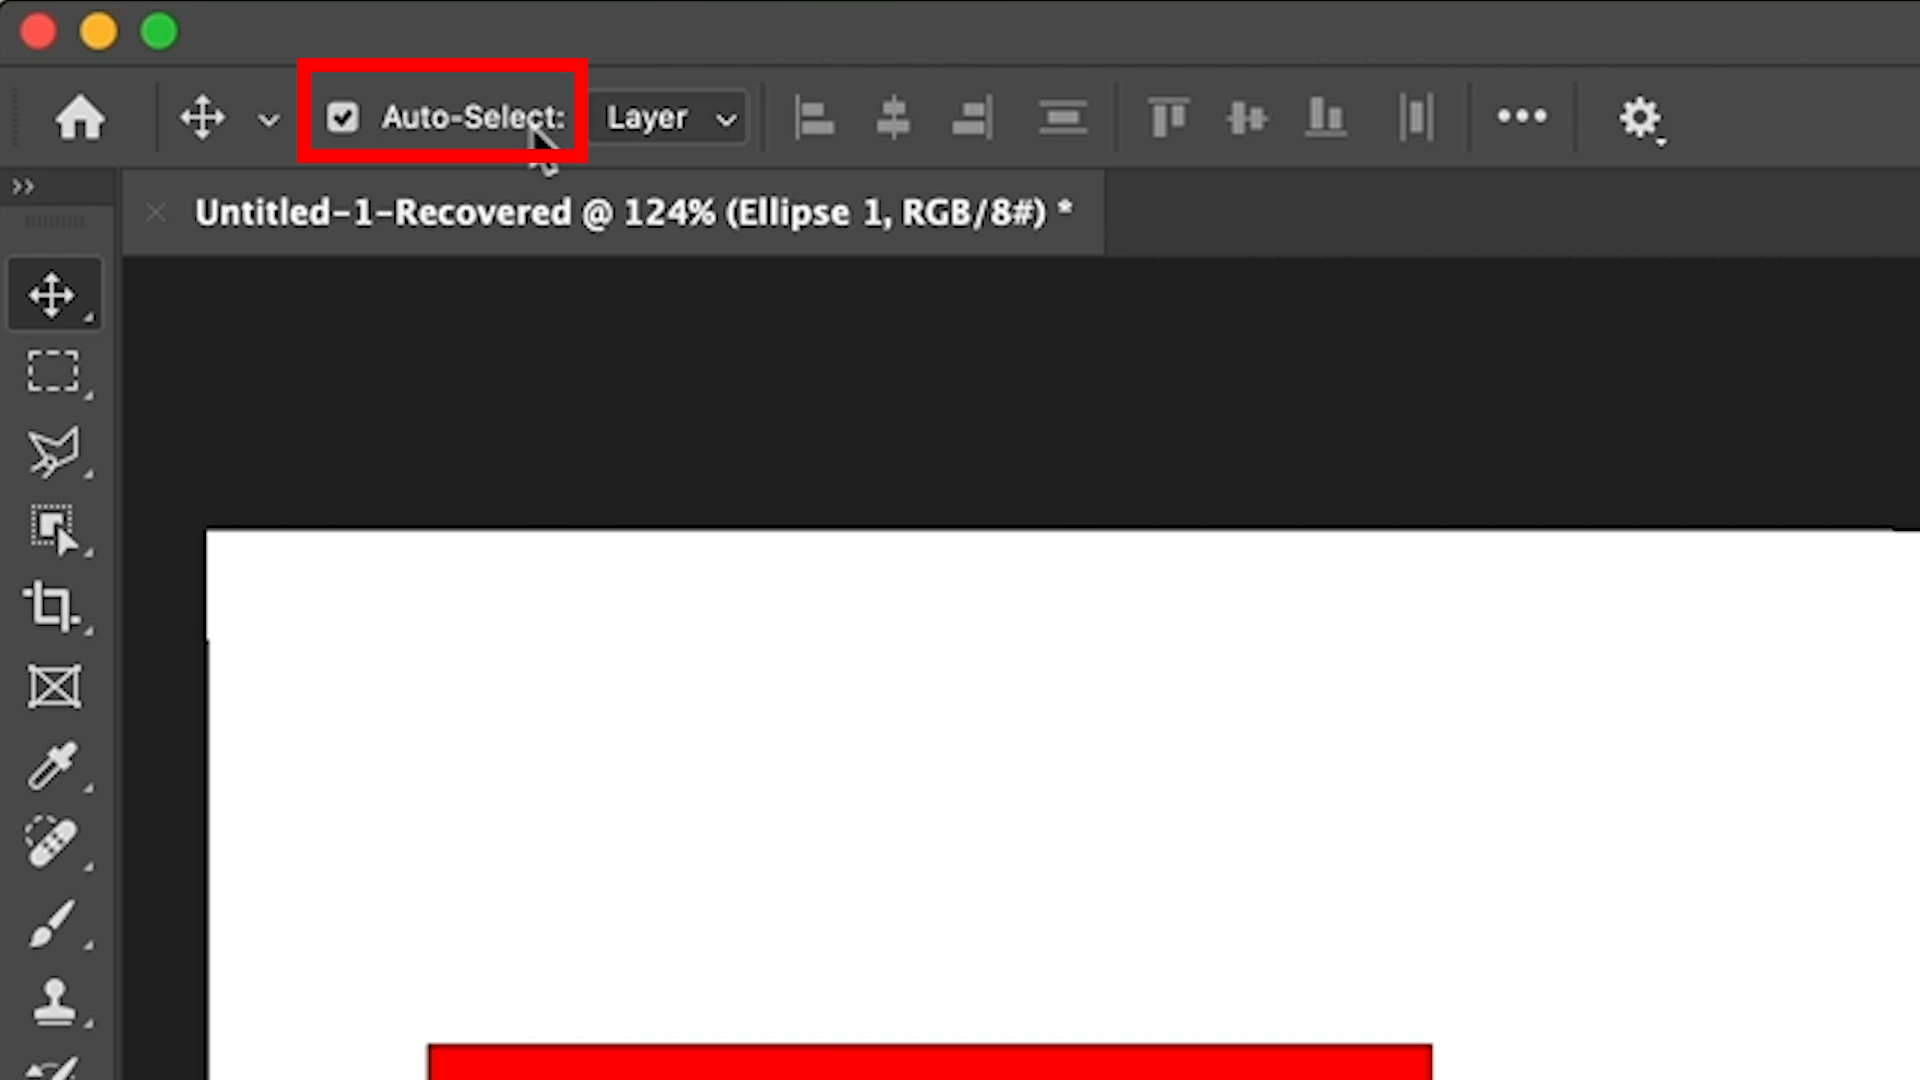 Auto-Select: Layer
Untitled-1-Recovered @ 124% (Ellipse 1, RGB/8#) *